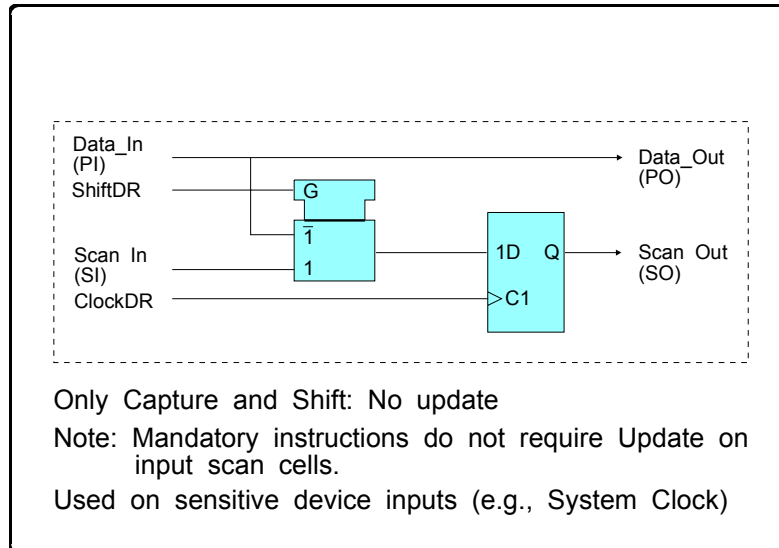 Data_In
(PI)
Data_Out
(PO)
ShiftDR
G
1
1D Q
Scan In
(SI)
1
Scan Out
(SO)
ClockDR
C1
Only Capture and Shift: No update
Note: Mandatory instructions do not require Update on
input scan cells.
Used on sensitive device inputs (e.g., System Clock)